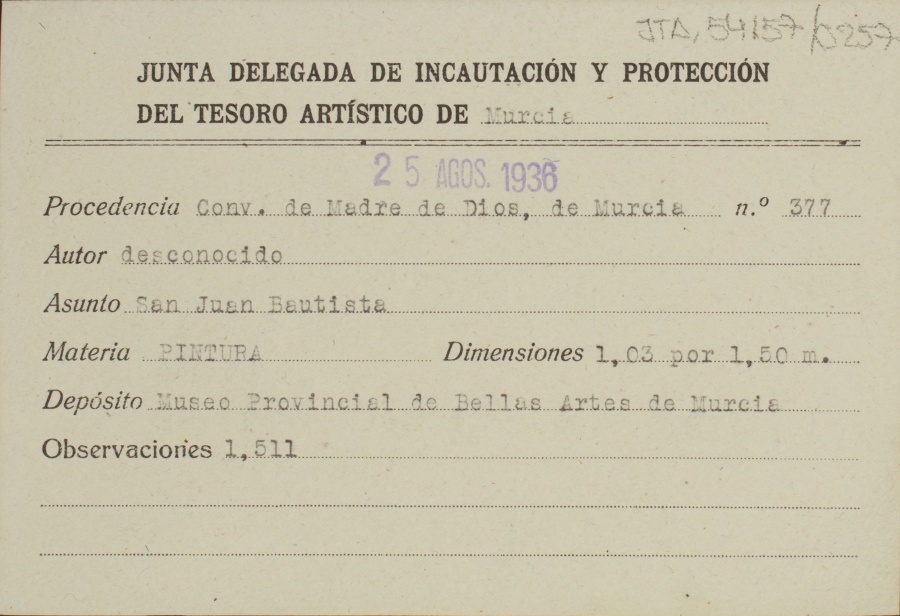 JTA, 54157/0257
JUNTA DELEGADA DE INCAUTACIÓN Y PROTECCIÓN
DEL TESORO ARTÍSTICO DE Murcia
25 AGOS. 1936
Procedencia Conv. de Madre de Dios, de Murcia n.º 377
Autor desconocido
Asunto San Juan Bautista
Materia PINTURA Dimensiones 1,03 por 1,50 m.
Depósito Museo Provincial de Bellas Artes de Murcia
Observaciones 1,511